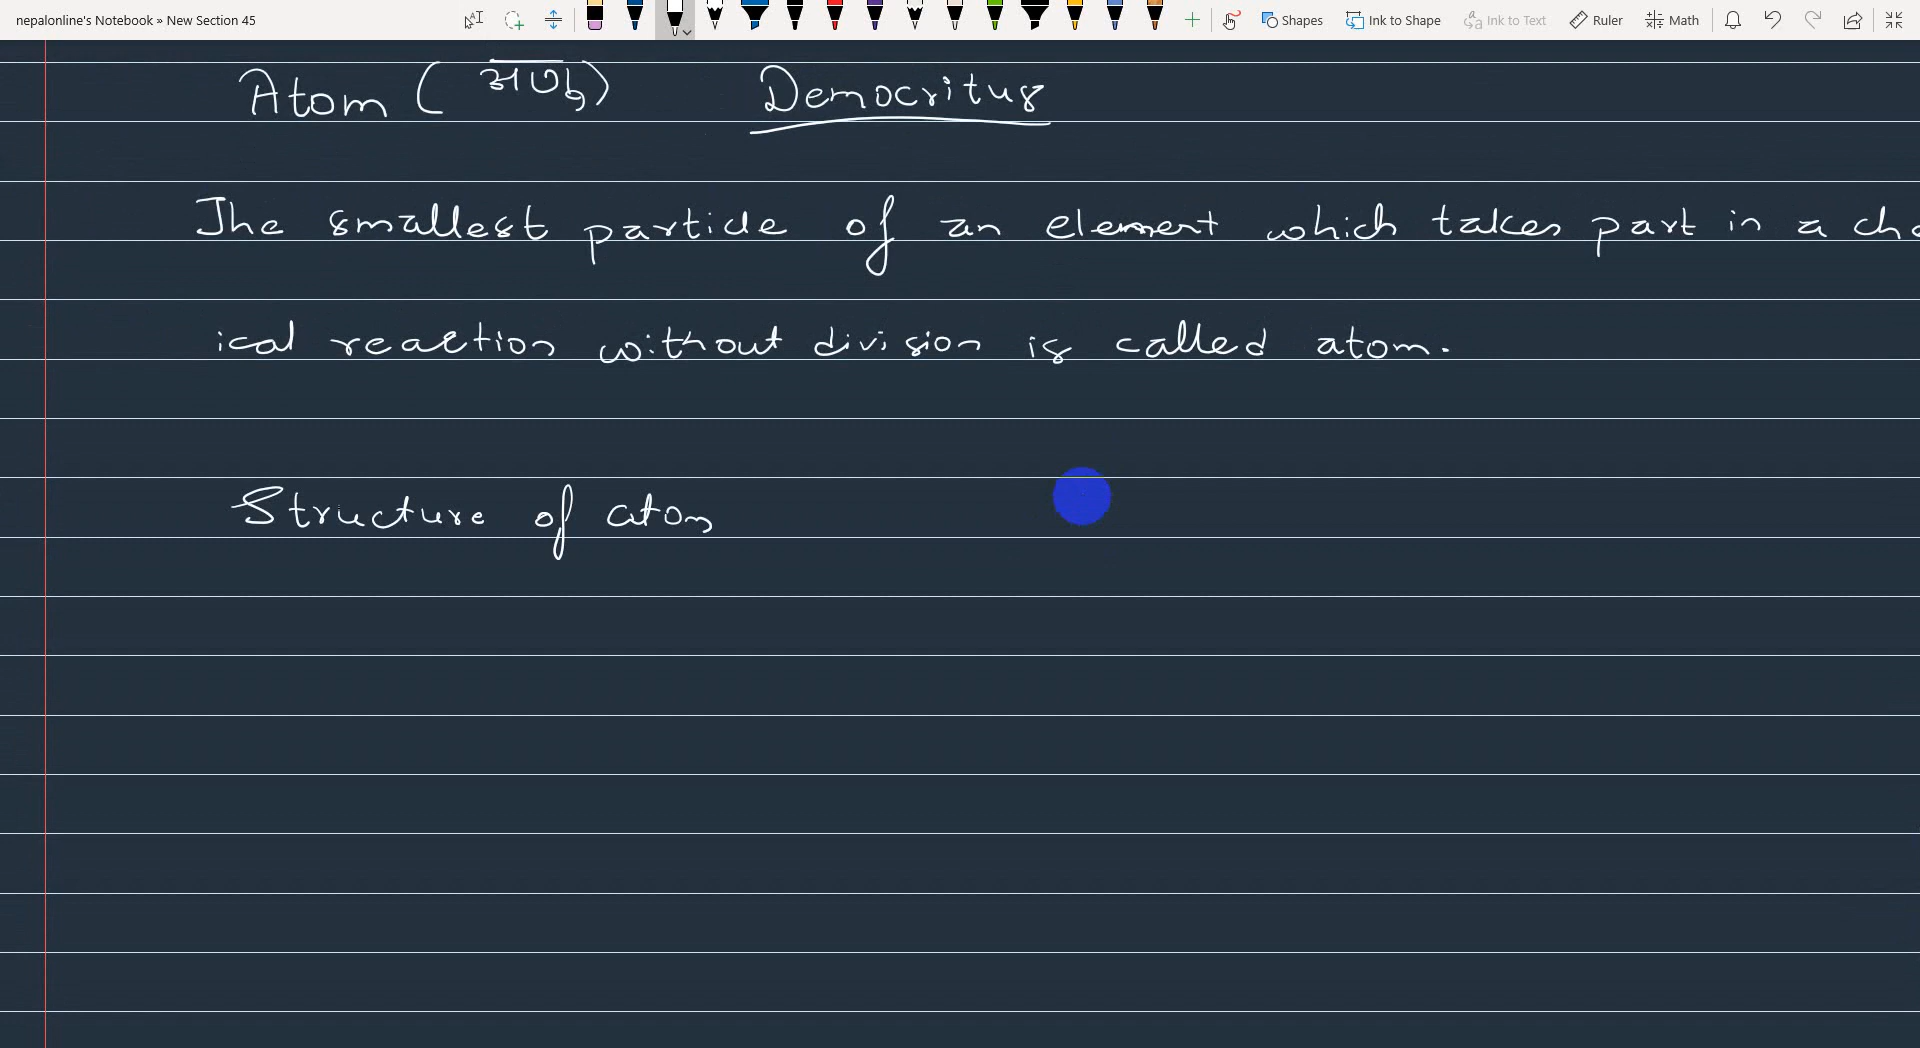 nepalonline's Notebook » New Section 45
Shapes Ink to Shape Ink to Text Ruler Math
Atom (अणु) Democritus
The smallest particle of an element which takes part in a che
ical reaction without division is called atom.
Structure of atom